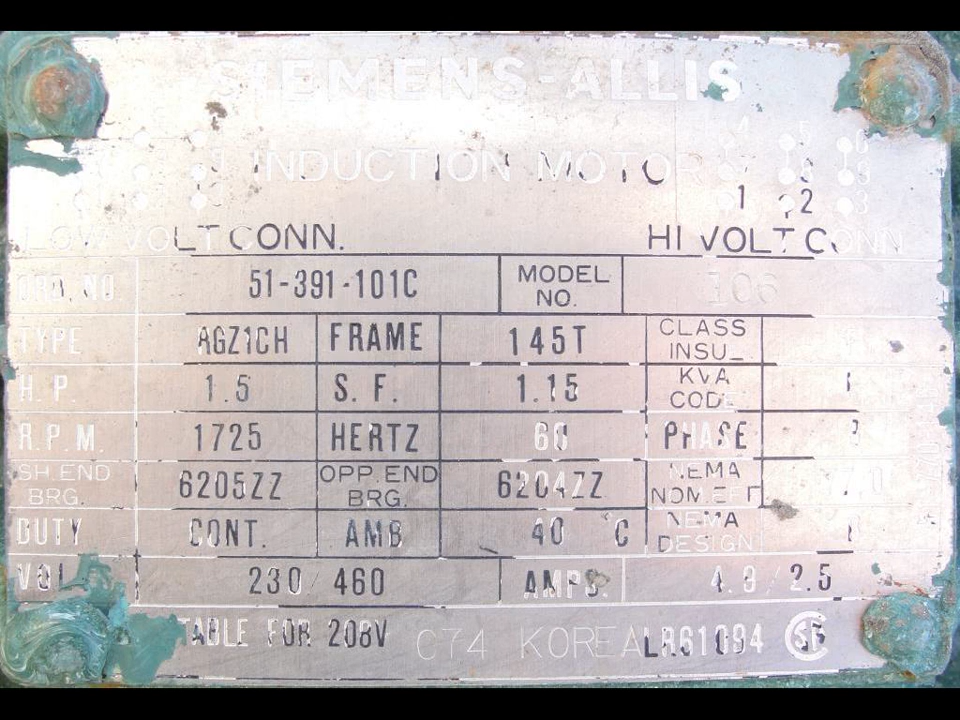 SIEMENS-ALLIS
INDUCTION MOTOR
1 2
LOW VOLT CONN. HI VOLT CONN
ORD. NO. 51-391-101C MODEL NO. 106
TYPE RGZ1CH FRAME 145T CLASS INSUL
H.P. 1.5 S.F. 1.15 KVA CODE
R.P.M. 1725 HERTZ 60 PHASE 3
SH.END BRG. 6205ZZ OPP.END BRG. 6204ZZ NEMA NOM.EFF.
DUTY CONT. AMB 40 C NEMA DESIGN
VOL 230/460 AMPS. /2.5
TABLE FOR 208V C74 KOREA LR61094 SP